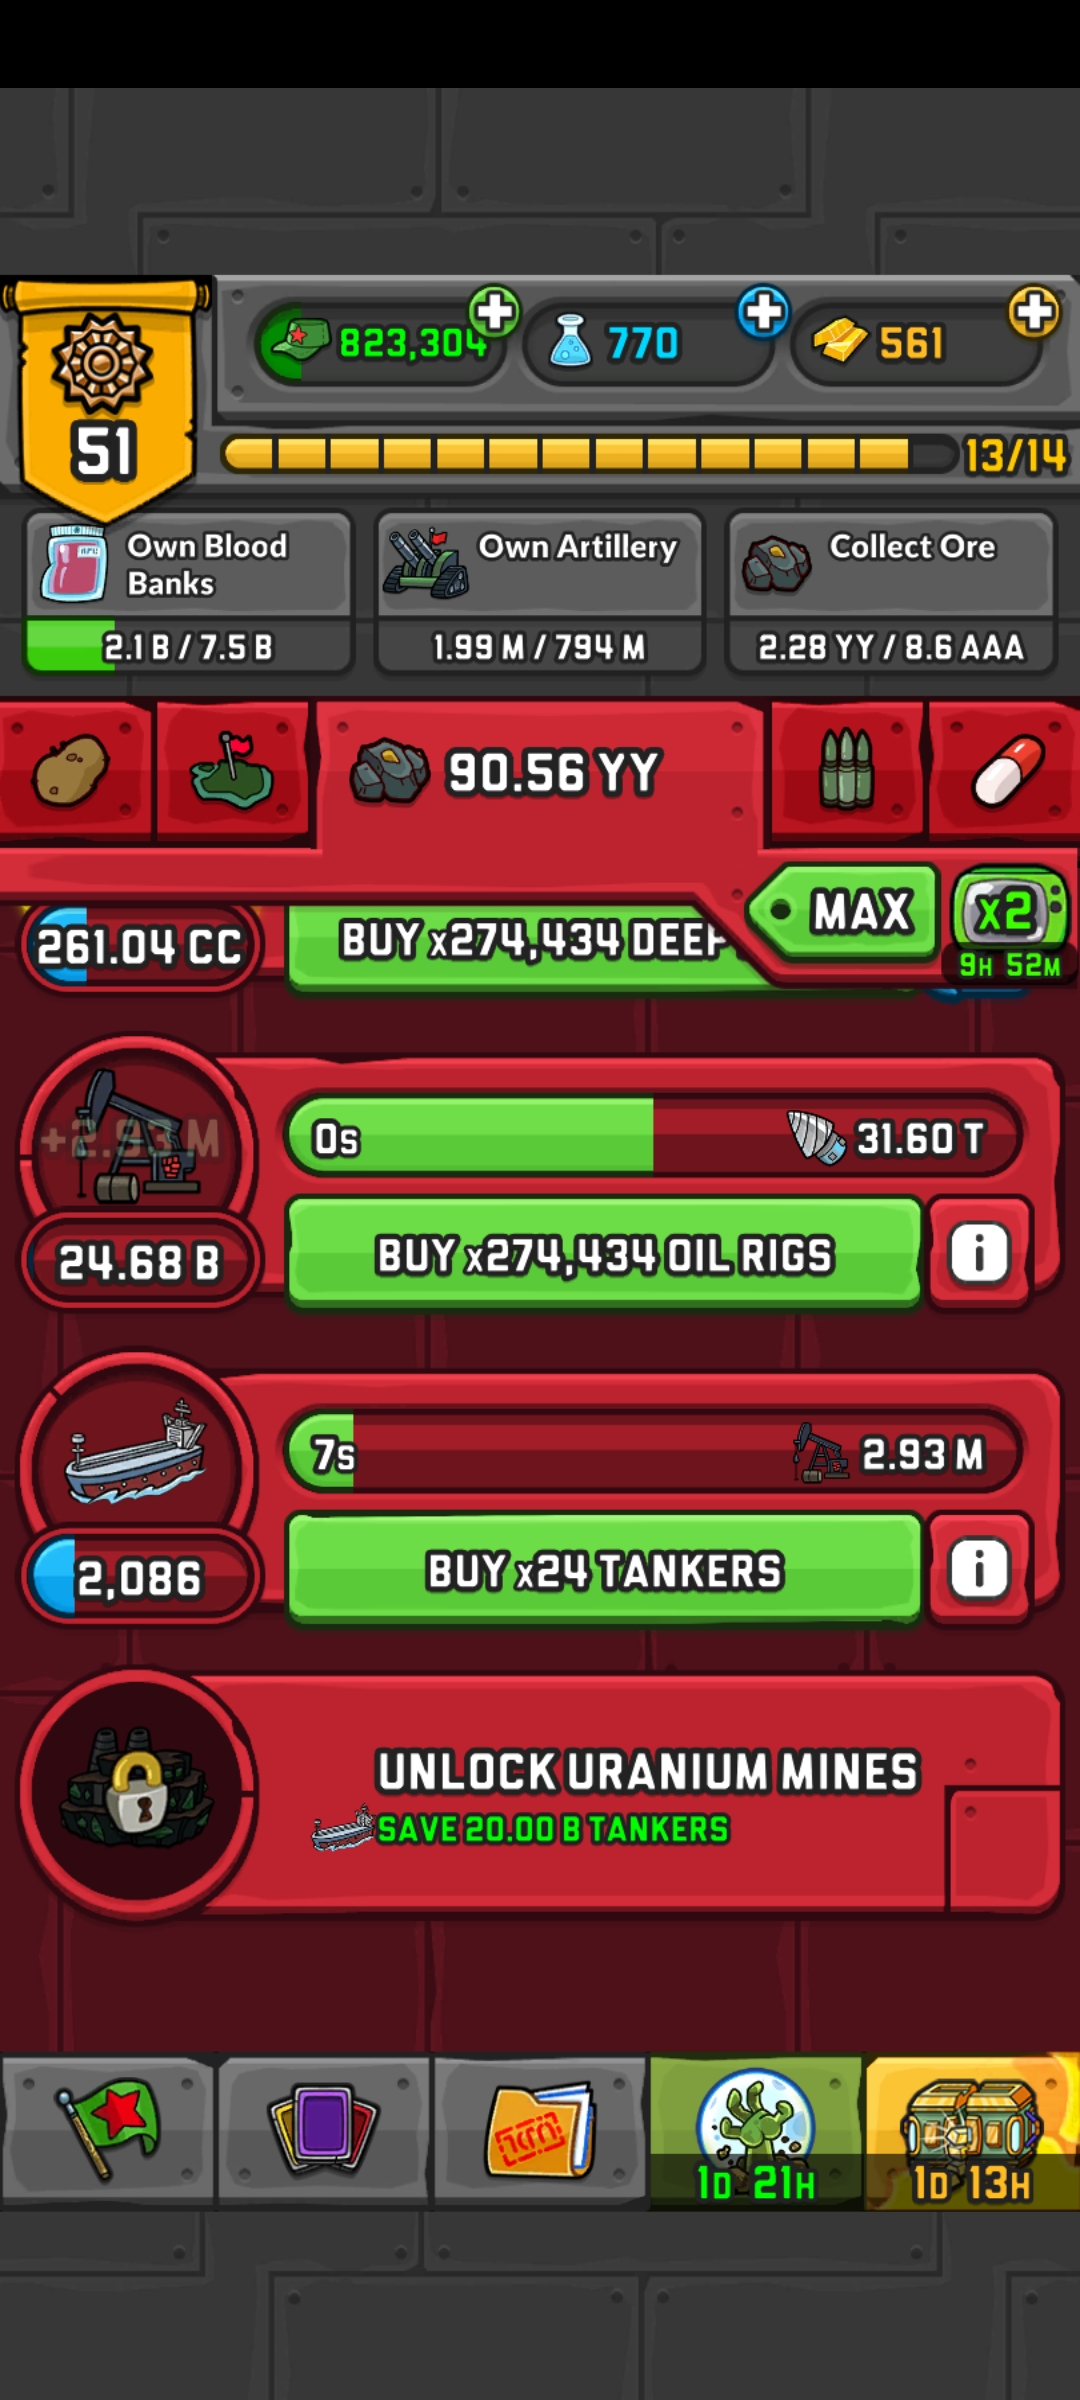 823,304
770
561
51
13/14
Own Blood
Banks
Own Artillery
Collect Ore
2.1 B / 7.5 B
1.99 M / 794 M
2.28 YY / 8.6 AAA
90.56 YY
MAX
x2
9H 52M
261.04 CC
BUY x274,434 DEEP
+2.93 M
0s
31.60 T
24.68 B
BUY x274,434 OIL RIGS
i
7s
2.93 M
2,086
BUY x24 TANKERS
i
UNLOCK URANIUM MINES
SAVE 20.00 B TANKERS
1D 21H
1D 13H